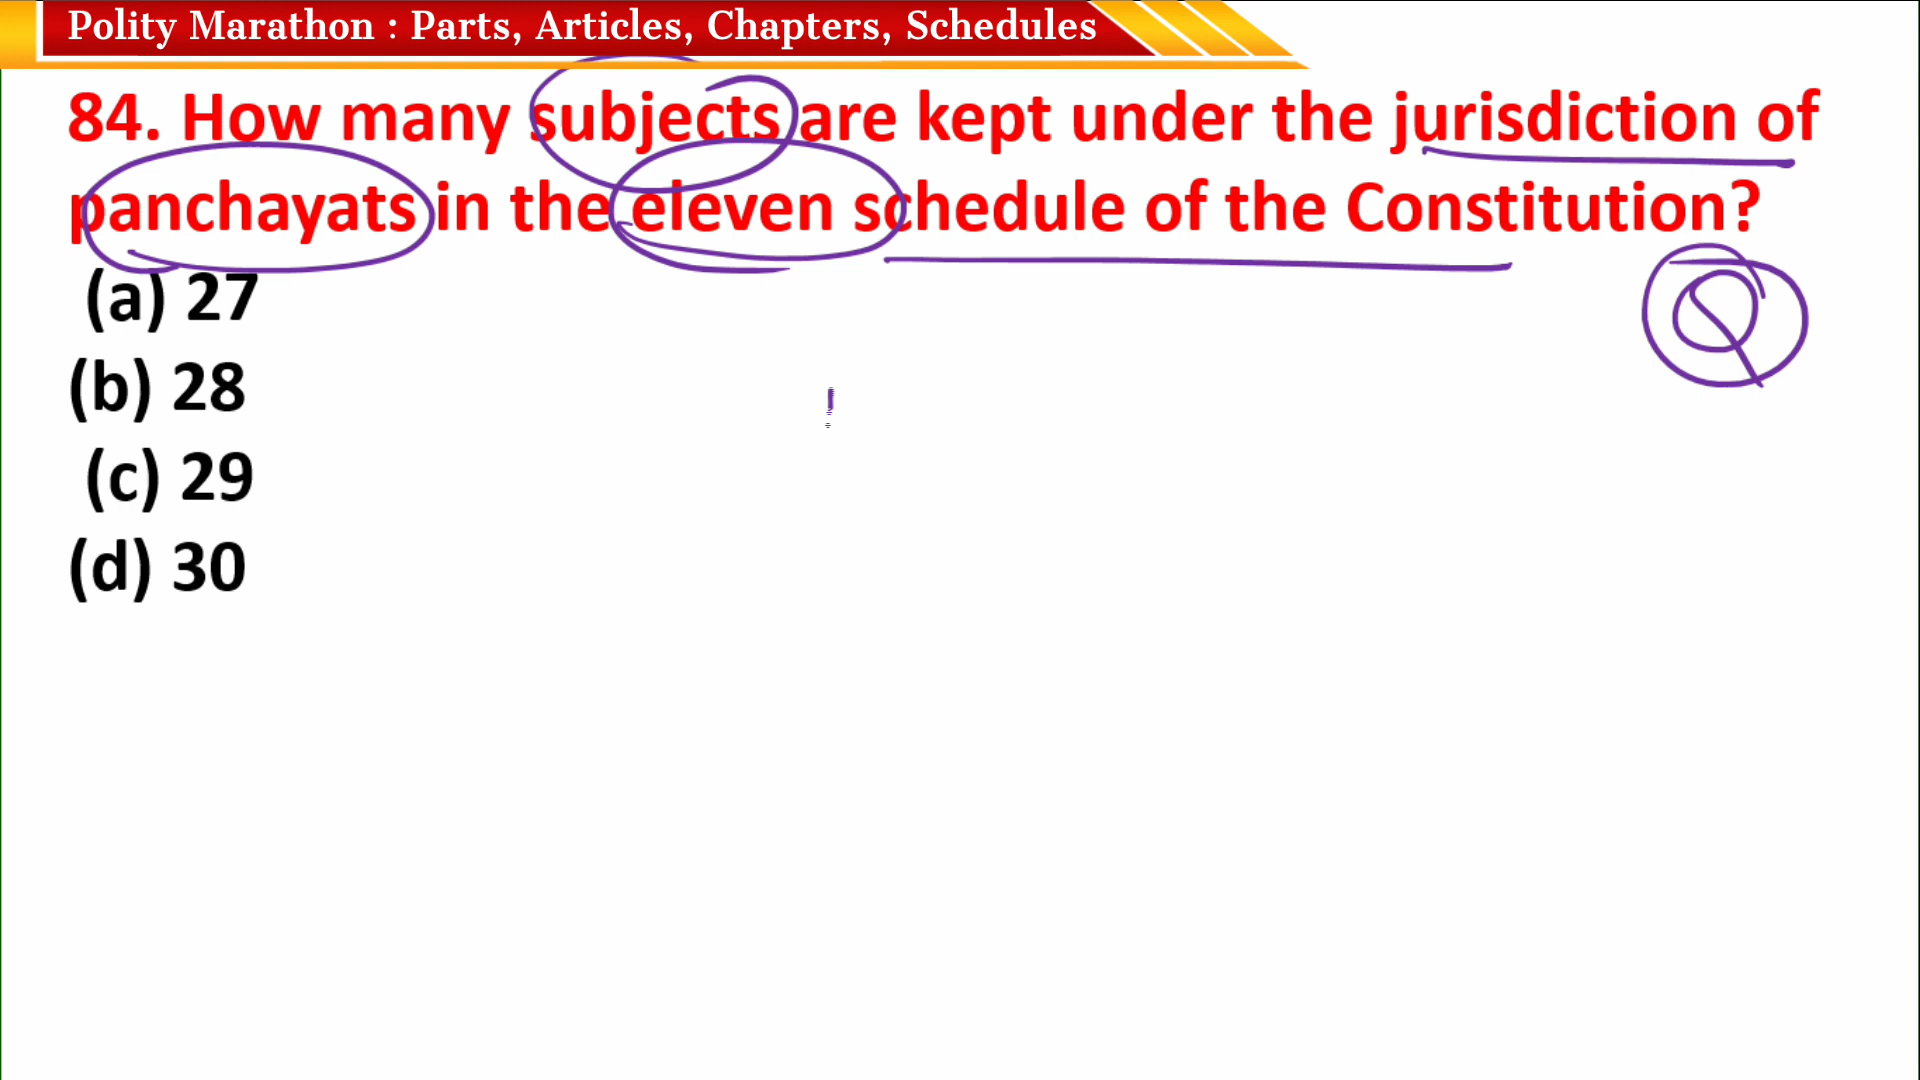 Polity Marathon : Parts, Articles, Chapters, Schedules
84. How many subjects are kept under the jurisdiction of
panchayats in the eleven schedule of the Constitution?
(a) 27
(b) 28
(c) 29
(d) 30